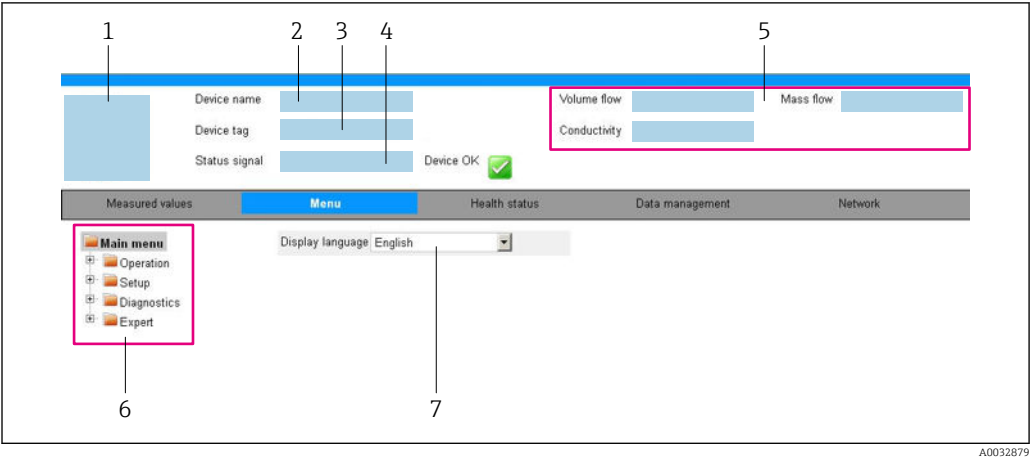 1 2 3 4 5
Device name Volume flow Mass flow
Device tag Conductivity
Status signal Device OK
Measured values Menu Health status Data management Network
Main menu Display language English
Operation
Setup
Diagnostics
Expert
6 7
A0032879